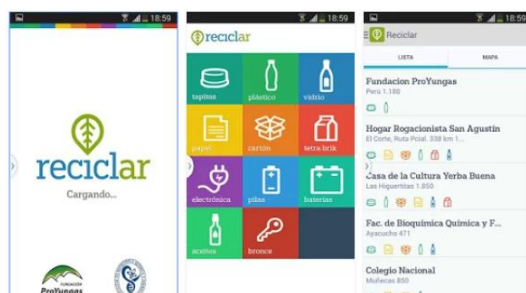 18:59
reciclar
Cargando...
FUNDACIÓN
ProYungas
18:59
reciclar
tapitas
plástico
vidrio
papel
cartón
tetra brik
electrónica
pilas
baterías
aceites
bronce
18:59
Reciclar
LISTA
MAPA
Fundacion ProYungas
Perú 1.180
Hogar Rogacionista San Agustín
El Corte, Ruta Pcial. 338 km 1...
Casa de la Cultura Yerba Buena
Las Higueritas 1.850
Fac. de Bioquímica Química y F...
Ayacucho 471
Colegio Nacional
Muñecas 850